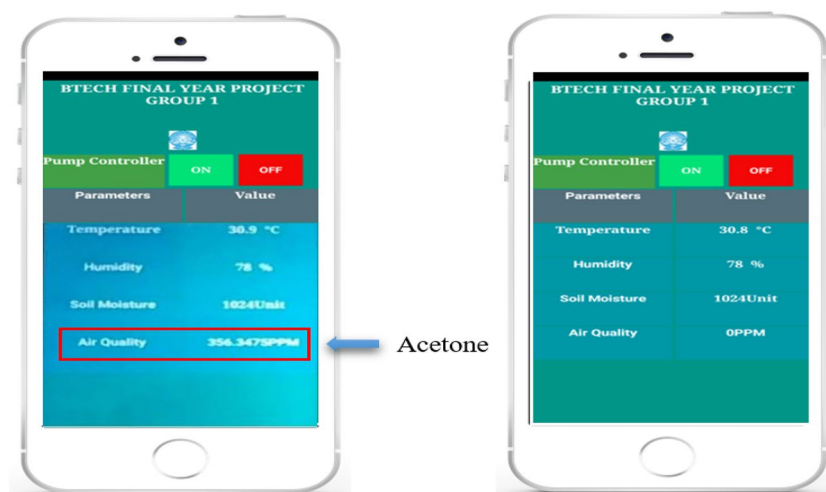 BTECH FINAL YEAR PROJECT
GROUP 1
Pump Controller ON OFF
Parameters Value
Temperature 30.9 °C
Humidity 78 %
Soil Moisture 1024Unit
Air Quality 356.3475PPM
Acetone
BTECH FINAL YEAR PROJECT
GROUP 1
Pump Controller ON OFF
Parameters Value
Temperature 30.8 °C
Humidity 78 %
Soil Moisture 1024Unit
Air Quality 0PPM